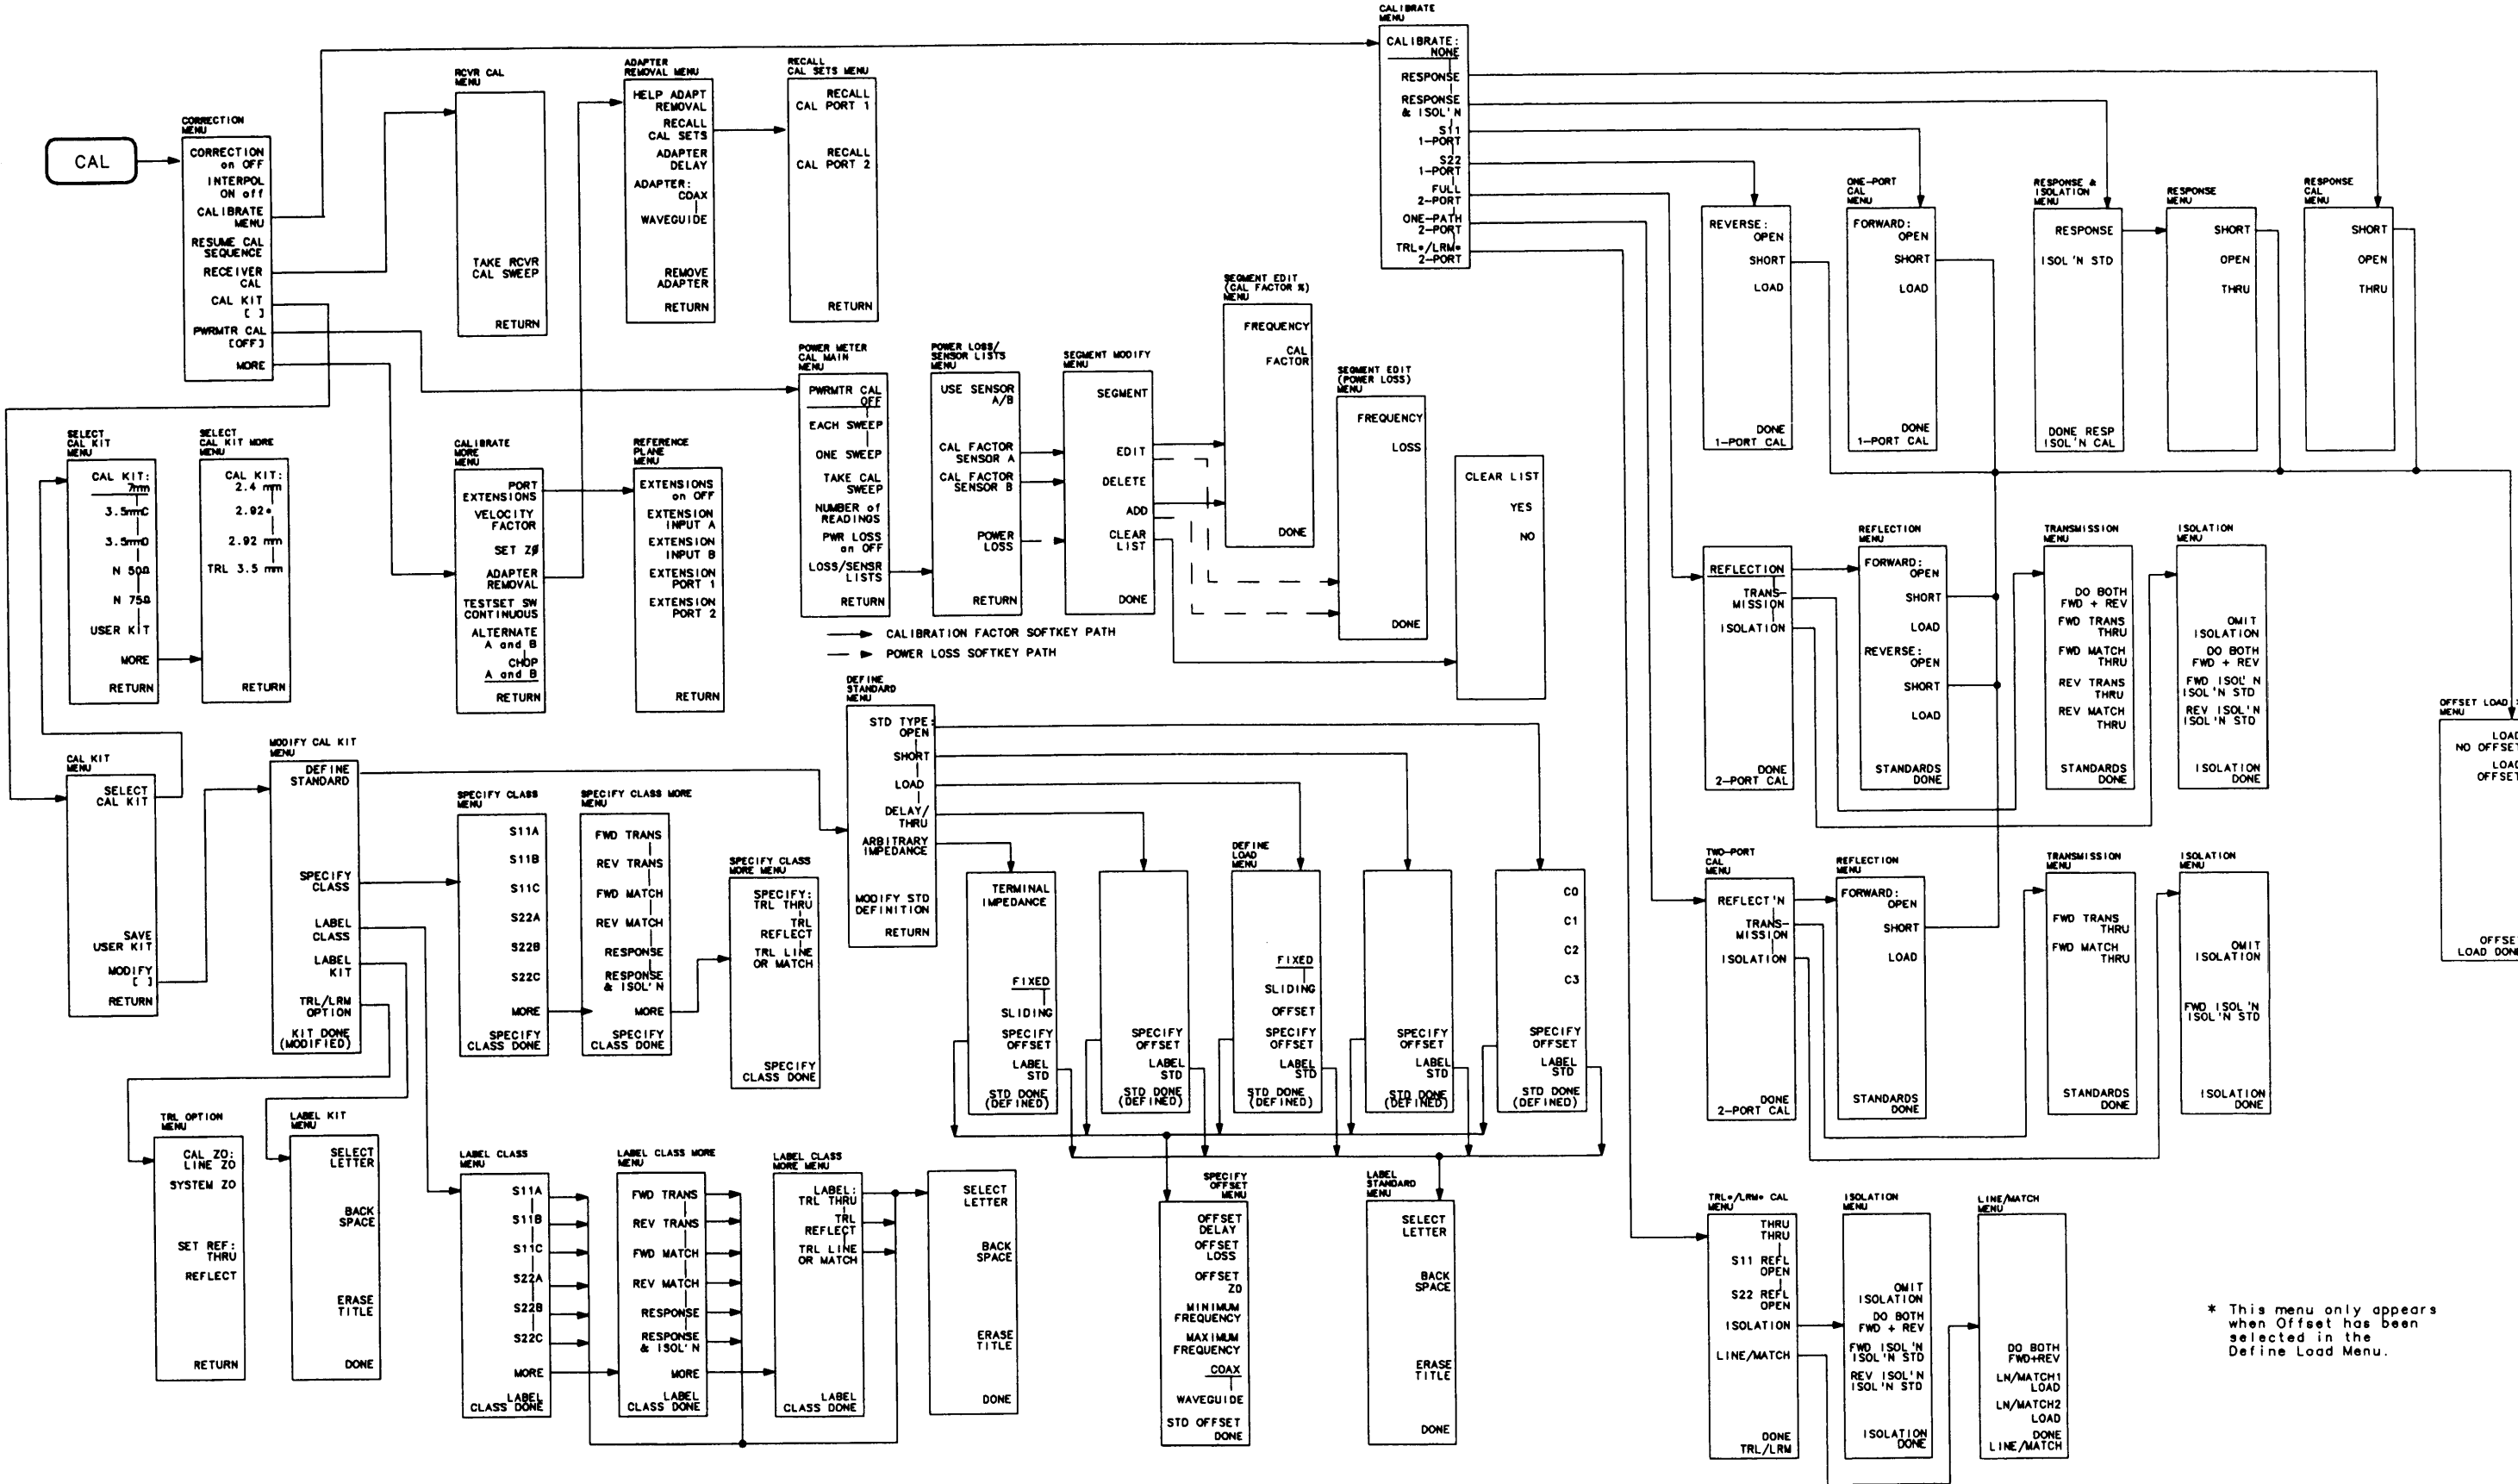 CAL
CORRECTION
MENU
CORRECTION
on OFF
INTERPOL
ON off
CALIBRATE
MENU
RESUME CAL
SEQUENCE
RECEIVER
CAL
CAL KIT
[ ]
PWRMTR CAL
[OFF]
MORE
RCVR CAL
MENU
TAKE RCVR
CAL SWEEP
RETURN
ADAPTER
REMOVAL MENU
HELP ADAPT
REMOVAL
RECALL
CAL SETS
ADAPTER
DELAY
ADAPTER:
COAX
WAVEGUIDE
REMOVE
ADAPTER
RETURN
RECALL
CAL SETS MENU
RECALL
CAL PORT 1
RECALL
CAL PORT 2
RETURN
CALIBRATE
MENU
CALIBRATE:
NONE
RESPONSE
RESPONSE
& ISOL'N
S11
1-PORT
S22
1-PORT
FULL
2-PORT
ONE-PATH
2-PORT
TRL*/LRM*
2-PORT
REVERSE:
OPEN
SHORT
LOAD
DONE
1-PORT CAL
ONE-PORT
CAL
MENU
FORWARD:
OPEN
SHORT
LOAD
DONE
1-PORT CAL
RESPONSE &
ISOLATION
MENU
RESPONSE
ISOL'N STD
DONE RESP
ISOL'N CAL
RESPONSE
MENU
SHORT
OPEN
THRU
RESPONSE
CAL
MENU
SHORT
OPEN
THRU
SELECT
CAL KIT
MENU
CAL KIT:
7mm
3.5mmC
3.5mmD
N 50Ω
N 75Ω
USER KIT
MORE
RETURN
SELECT
CAL KIT MORE
MENU
CAL KIT:
2.4 mm
2.92*
2.92 mm
TRL 3.5 mm
RETURN
CALIBRATE
MORE
MENU
PORT
EXTENSIONS
VELOCITY
FACTOR
SET ZØ
ADAPTER
REMOVAL
TESTSET SW
CONTINUOUS
ALTERNATE
A and B
CHOP
A and B
RETURN
REFERENCE
PLANE
MENU
EXTENSIONS
on OFF
EXTENSION
INPUT A
EXTENSION
INPUT B
EXTENSION
PORT 1
EXTENSION
PORT 2
RETURN
POWER METER
CAL MAIN
MENU
PWRMTR CAL
OFF
EACH SWEEP
ONE SWEEP
TAKE CAL
SWEEP
NUMBER of
READINGS
PWR LOSS
on OFF
LOSS/SENSR
LISTS
RETURN
POWER LOSS/
SENSOR LISTS
MENU
USE SENSOR
A/B
CAL FACTOR
SENSOR A
CAL FACTOR
SENSOR B
POWER
LOSS
RETURN
SEGMENT MODIFY
MENU
SEGMENT
EDIT
DELETE
ADD
CLEAR
LIST
DONE
SEGMENT EDIT
(CAL FACTOR %)
MENU
FREQUENCY
CAL
FACTOR
DONE
SEGMENT EDIT
(POWER LOSS)
MENU
FREQUENCY
LOSS
DONE
CLEAR LIST
YES
NO
CALIBRATION FACTOR SOFTKEY PATH
POWER LOSS SOFTKEY PATH
REFLECTION
TRANS-
MISSION
ISOLATION
DONE
2-PORT CAL
REFLECTION
MENU
FORWARD:
OPEN
SHORT
LOAD
REVERSE:
OPEN
SHORT
LOAD
STANDARDS
DONE
TRANSMISSION
MENU
DO BOTH
FWD + REV
FWD TRANS
THRU
FWD MATCH
THRU
REV TRANS
THRU
REV MATCH
THRU
STANDARDS
DONE
ISOLATION
MENU
OMIT
ISOLATION
DO BOTH
FWD + REV
FWD ISOL'N
ISOL'N STD
REV ISOL'N
ISOL'N STD
ISOLATION
DONE
OFFSET LOAD
MENU
LOAD
NO OFFSET
LOAD
OFFSET
OFFSET
LOAD DONE
CAL KIT
MENU
SELECT
CAL KIT
SAVE
USER KIT
MODIFY
[ ]
RETURN
MODIFY CAL KIT
MENU
DEFINE
STANDARD
SPECIFY
CLASS
LABEL
CLASS
LABEL
KIT
TRL/LRM
OPTION
KIT DONE
(MODIFIED)
SPECIFY CLASS
MENU
S11A
S11B
S11C
S22A
S22B
S22C
MORE
SPECIFY
CLASS DONE
SPECIFY CLASS MORE
MENU
FWD TRANS
REV TRANS
FWD MATCH
REV MATCH
RESPONSE
RESPONSE
& ISOL'N
MORE
SPECIFY
CLASS DONE
SPECIFY CLASS
MORE MENU
SPECIFY:
TRL THRU
TRL
REFLECT
TRL LINE
OR MATCH
SPECIFY
CLASS DONE
DEFINE
STANDARD
MENU
STD TYPE:
OPEN
SHORT
LOAD
DELAY/
THRU
ARBITRARY
IMPEDANCE
MODIFY STD
DEFINITION
RETURN
TERMINAL
IMPEDANCE
FIXED
SLIDING
SPECIFY
OFFSET
LABEL
STD
STD DONE
(DEFINED)
SPECIFY
OFFSET
LABEL
STD
STD DONE
(DEFINED)
DEFINE
LOAD
MENU
FIXED
SLIDING
OFFSET
SPECIFY
OFFSET
LABEL
STD
STD DONE
(DEFINED)
SPECIFY
OFFSET
LABEL
STD
STD DONE
(DEFINED)
C0
C1
C2
C3
SPECIFY
OFFSET
LABEL
STD
STD DONE
(DEFINED)
TWO-PORT
CAL
MENU
REFLECT'N
TRANS-
MISSION
ISOLATION
DONE
2-PORT CAL
REFLECTION
MENU
FORWARD:
OPEN
SHORT
LOAD
STANDARDS
DONE
TRANSMISSION
MENU
FWD TRANS
THRU
FWD MATCH
THRU
STANDARDS
DONE
ISOLATION
MENU
OMIT
ISOLATION
FWD ISOL'N
ISOL'N STD
ISOLATION
DONE
TRL OPTION
MENU
CAL ZO:
LINE ZO
SYSTEM ZO
SET REF:
THRU
REFLECT
RETURN
LABEL KIT
MENU
SELECT
LETTER
BACK
SPACE
ERASE
TITLE
DONE
LABEL CLASS
MENU
S11A
S11B
S11C
S22A
S22B
S22C
MORE
LABEL
CLASS DONE
LABEL CLASS MORE
MENU
FWD TRANS
REV TRANS
FWD MATCH
REV MATCH
RESPONSE
RESPONSE
& ISOL'N
MORE
LABEL
CLASS DONE
LABEL CLASS
MORE MENU
LABEL:
TRL THRU
TRL
REFLECT
TRL LINE
OR MATCH
LABEL
CLASS DONE
SELECT
LETTER
BACK
SPACE
ERASE
TITLE
DONE
SPECIFY
OFFSET
MENU
OFFSET
DELAY
OFFSET
LOSS
OFFSET
ZO
MINIMUM
FREQUENCY
MAXIMUM
FREQUENCY
COAX
WAVEGUIDE
STD OFFSET
DONE
LABEL
STANDARD
MENU
SELECT
LETTER
BACK
SPACE
ERASE
TITLE
DONE
TRL*/LRM* CAL
MENU
THRU
THRU
S11 REFL
OPEN
S22 REFL
OPEN
ISOLATION
LINE/MATCH
DONE
TRL/LRM
ISOLATION
MENU
OMIT
ISOLATION
DO BOTH
FWD + REV
FWD ISOL'N
ISOL'N STD
REV ISOL'N
ISOL'N STD
ISOLATION
DONE
LINE/MATCH
MENU
DO BOTH
FWD+REV
LN/MATCH1
LOAD
LN/MATCH2
LOAD
DONE
LINE/MATCH
* This menu only appears
when Offset has been
selected in the
Define Load Menu.